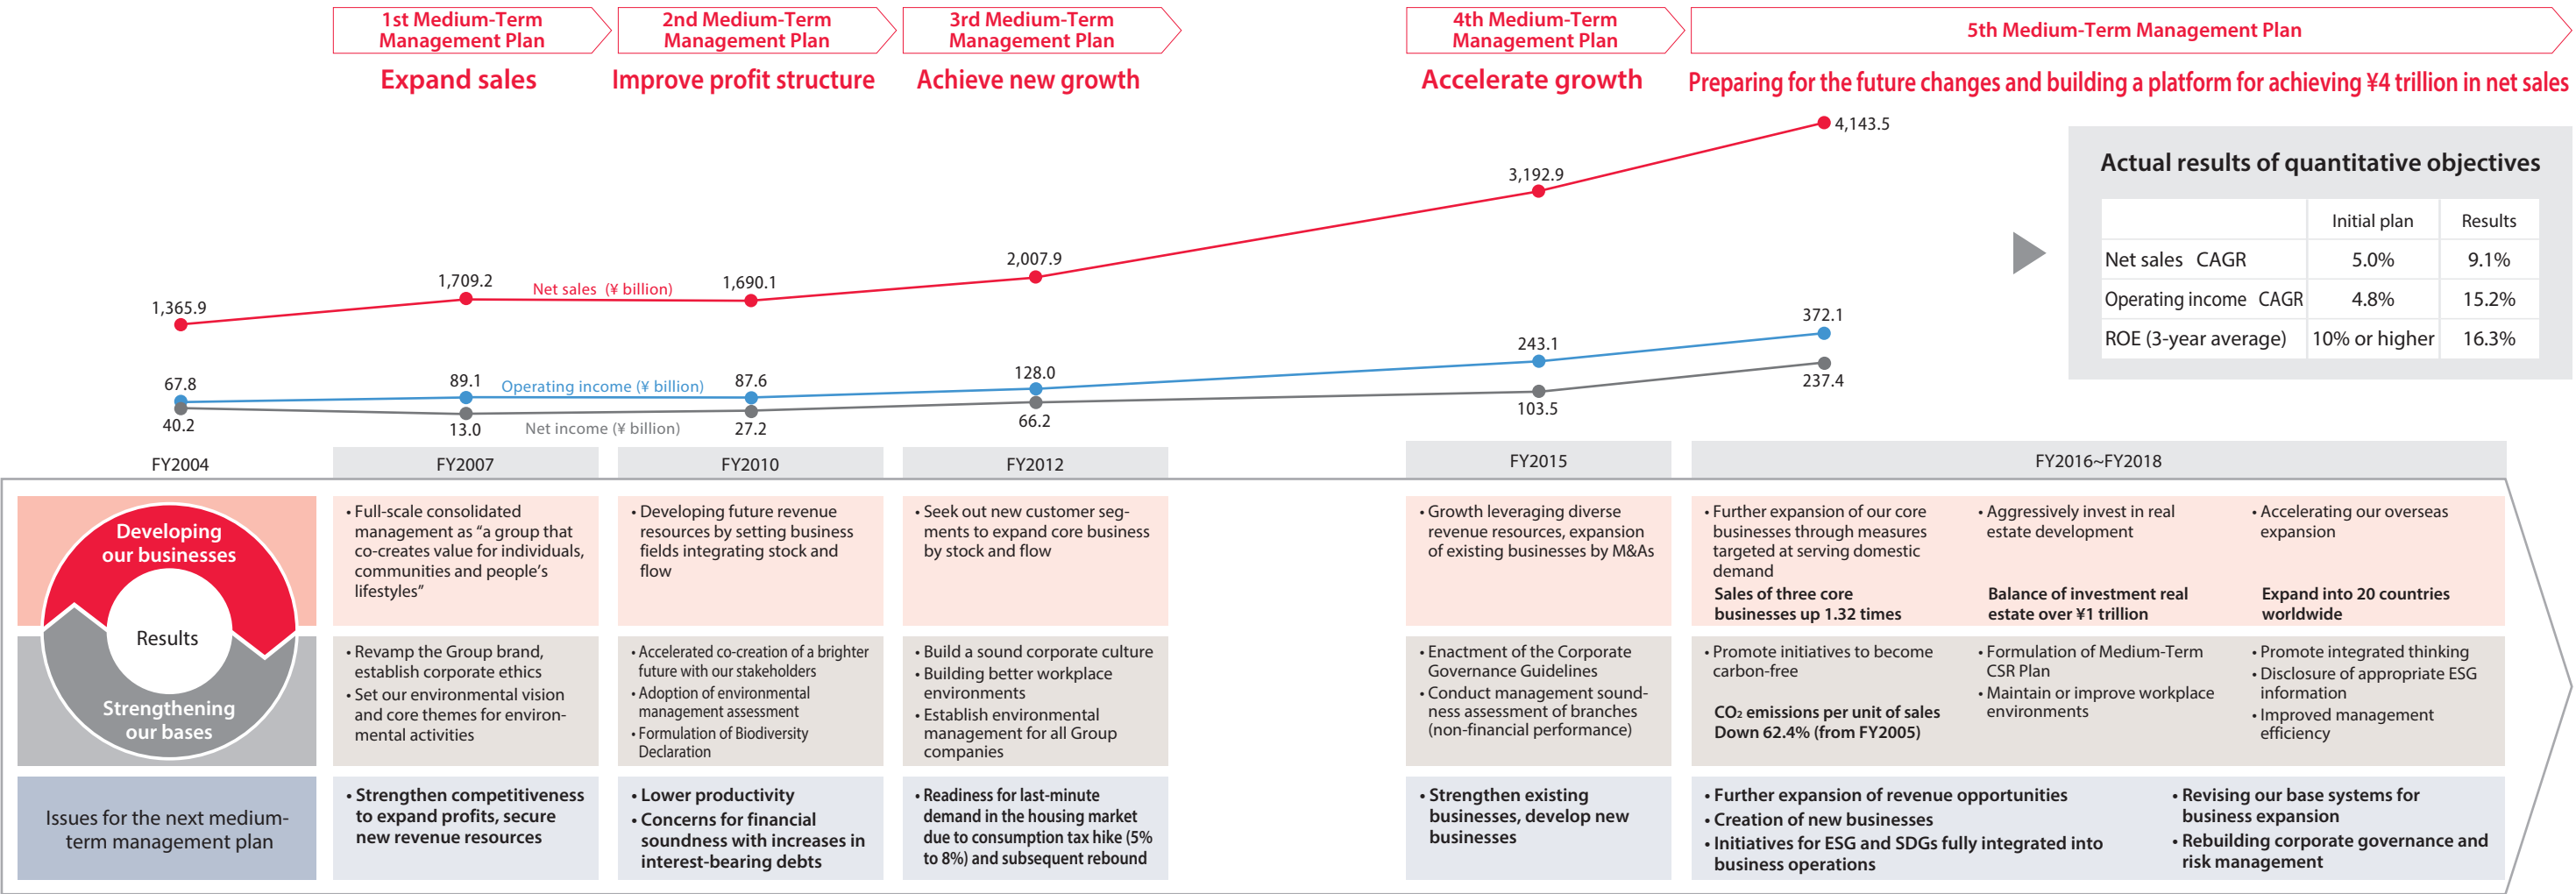 1st Medium-Term
Management Plan
Expand sales
2nd Medium-Term
Management Plan
Improve profit structure
3rd Medium-Term
Management Plan
Achieve new growth
4th Medium-Term
Management Plan
Accelerate growth
5th Medium-Term Management Plan
Preparing for the future changes and building a platform for achieving ¥4 trillion in net sales
1,365.9
1,709.2
Net sales (¥ billion)
1,690.1
2,007.9
3,192.9
4,143.5
67.8
89.1
Operating income (¥ billion)
87.6
128.0
243.1
372.1
40.2
13.0
Net income (¥ billion)
27.2
66.2
103.5
237.4
Actual results of quantitative objectives
Initial plan Results
Net sales CAGR 5.0% 9.1%
Operating income CAGR 4.8% 15.2%
ROE (3-year average) 10% or higher 16.3%
FY2004
FY2007
FY2010
FY2012
FY2015
FY2016~FY2018
Developing
our businesses
Results
Strengthening
our bases
• Full-scale consolidated
management as “a group that
co-creates value for individuals,
communities and people’s
lifestyles”
• Developing future revenue
resources by setting business
fields integrating stock and
flow
• Seek out new customer seg-
ments to expand core business
by stock and flow
• Growth leveraging diverse
revenue resources, expansion
of existing businesses by M&As
• Further expansion of our core
businesses through measures
targeted at serving domestic
demand
Sales of three core
businesses up 1.32 times
• Aggressively invest in real
estate development
Balance of investment real
estate over ¥1 trillion
• Accelerating our overseas
expansion
Expand into 20 countries
worldwide
• Revamp the Group brand,
establish corporate ethics
• Set our environmental vision
and core themes for environ-
mental activities
• Accelerated co-creation of a brighter
future with our stakeholders
• Adoption of environmental
management assessment
• Formulation of Biodiversity
Declaration
• Build a sound corporate culture
• Building better workplace
environments
• Establish environmental
management for all Group
companies
• Enactment of the Corporate
Governance Guidelines
• Conduct management sound-
ness assessment of branches
(non-financial performance)
• Promote initiatives to become
carbon-free
CO₂ emissions per unit of sales
Down 62.4% (from FY2005)
• Formulation of Medium-Term
CSR Plan
• Maintain or improve workplace
environments
• Promote integrated thinking
• Disclosure of appropriate ESG
information
• Improved management
efficiency
Issues for the next medium-
term management plan
• Strengthen competitiveness
to expand profits, secure
new revenue resources
• Lower productivity
• Concerns for financial
soundness with increases in
interest-bearing debts
• Readiness for last-minute
demand in the housing market
due to consumption tax hike (5%
to 8%) and subsequent rebound
• Strengthen existing
businesses, develop new
businesses
• Further expansion of revenue opportunities
• Creation of new businesses
• Initiatives for ESG and SDGs fully integrated into
business operations
• Revising our base systems for
business expansion
• Rebuilding corporate governance and
risk management